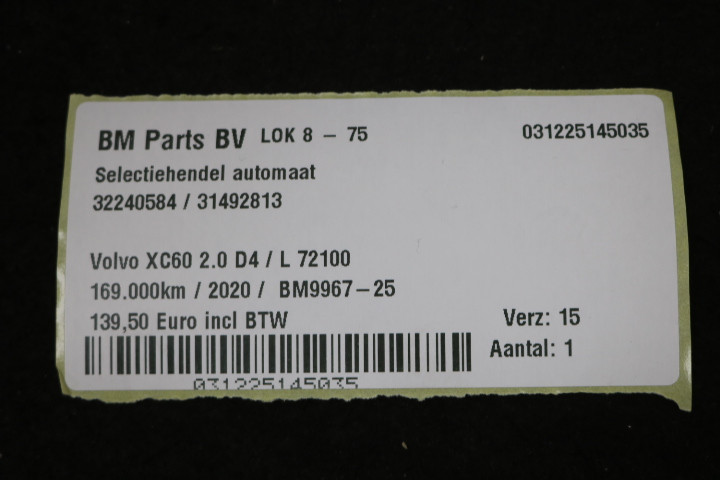 BM Parts BV LOK 8 - 75 031225145035
Selectiehendel automaat
32240584 / 31492813
Volvo XC60 2.0 D4 / L 72100
169.000km / 2020 / BM9967-25
139,50 Euro incl BTW Verz: 15
Aantal: 1
031225145035